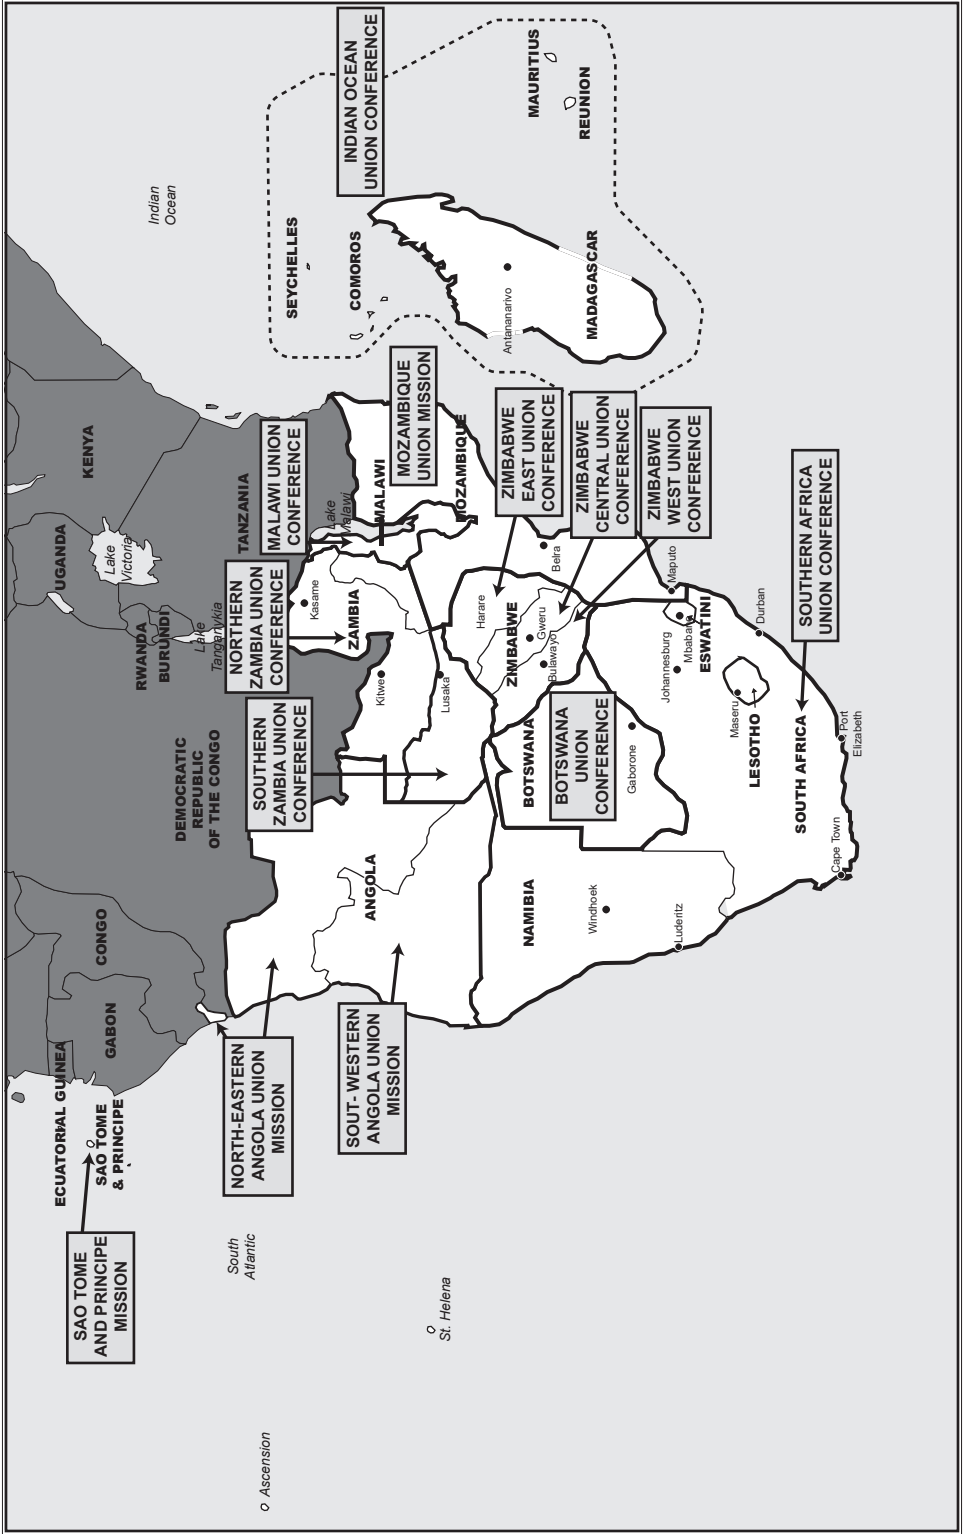 ECUATORIAL GUINEA
SAO TOME
& PRINCIPE
SAO TOME
AND PRINCIPE
MISSION
GABON
CONGO
DEMOCRATIC
REPUBLIC
OF THE CONGO
RWANDA
BURUNDI
UGANDA
KENYA
TANZANIA
Lake
Victoria
Lake
Tanganykia
Lake
Malawi
Indian
Ocean
South
Atlantic
Ascension
St. Helena
NORTH-EASTERN
ANGOLA UNION
MISSION
SOUT- WESTERN
ANGOLA UNION
MISSION
ANGOLA
SOUTHERN
ZAMBIA UNION
CONFERENCE
NORTHERN
ZAMBIA UNION
CONFERENCE
MALAWI UNION
CONFERENCE
MOZAMBIQUE
UNION MISSION
INDIAN OCEAN
UNION CONFERENCE
SEYCHELLES
COMOROS
MAURITIUS
REUNION
MADAGASCAR
Antananarivo
Kasame
ZAMBIA
Kitwe
Lusaka
MALAWI
MOZAMBIQUE
ZIMBABWE
EAST UNION
CONFERENCE
ZIMBABWE
CENTRAL UNION
CONFERENCE
ZIMBABWE
WEST UNION
CONFERENCE
Harare
ZIMBABWE
Gweru
Bulawayo
Belra
Maputo
NAMIBIA
Windhoek
Luderitz
BOTSWANA
BOTSWANA
UNION
CONFERENCE
Gaborone
Johannesburg
Mbabane
ESWATINI
Maseru
LESOTHO
Durban
SOUTH AFRICA
SOUTHERN AFRICA
UNION CONFERENCE
Port
Elizabeth
Cape Town